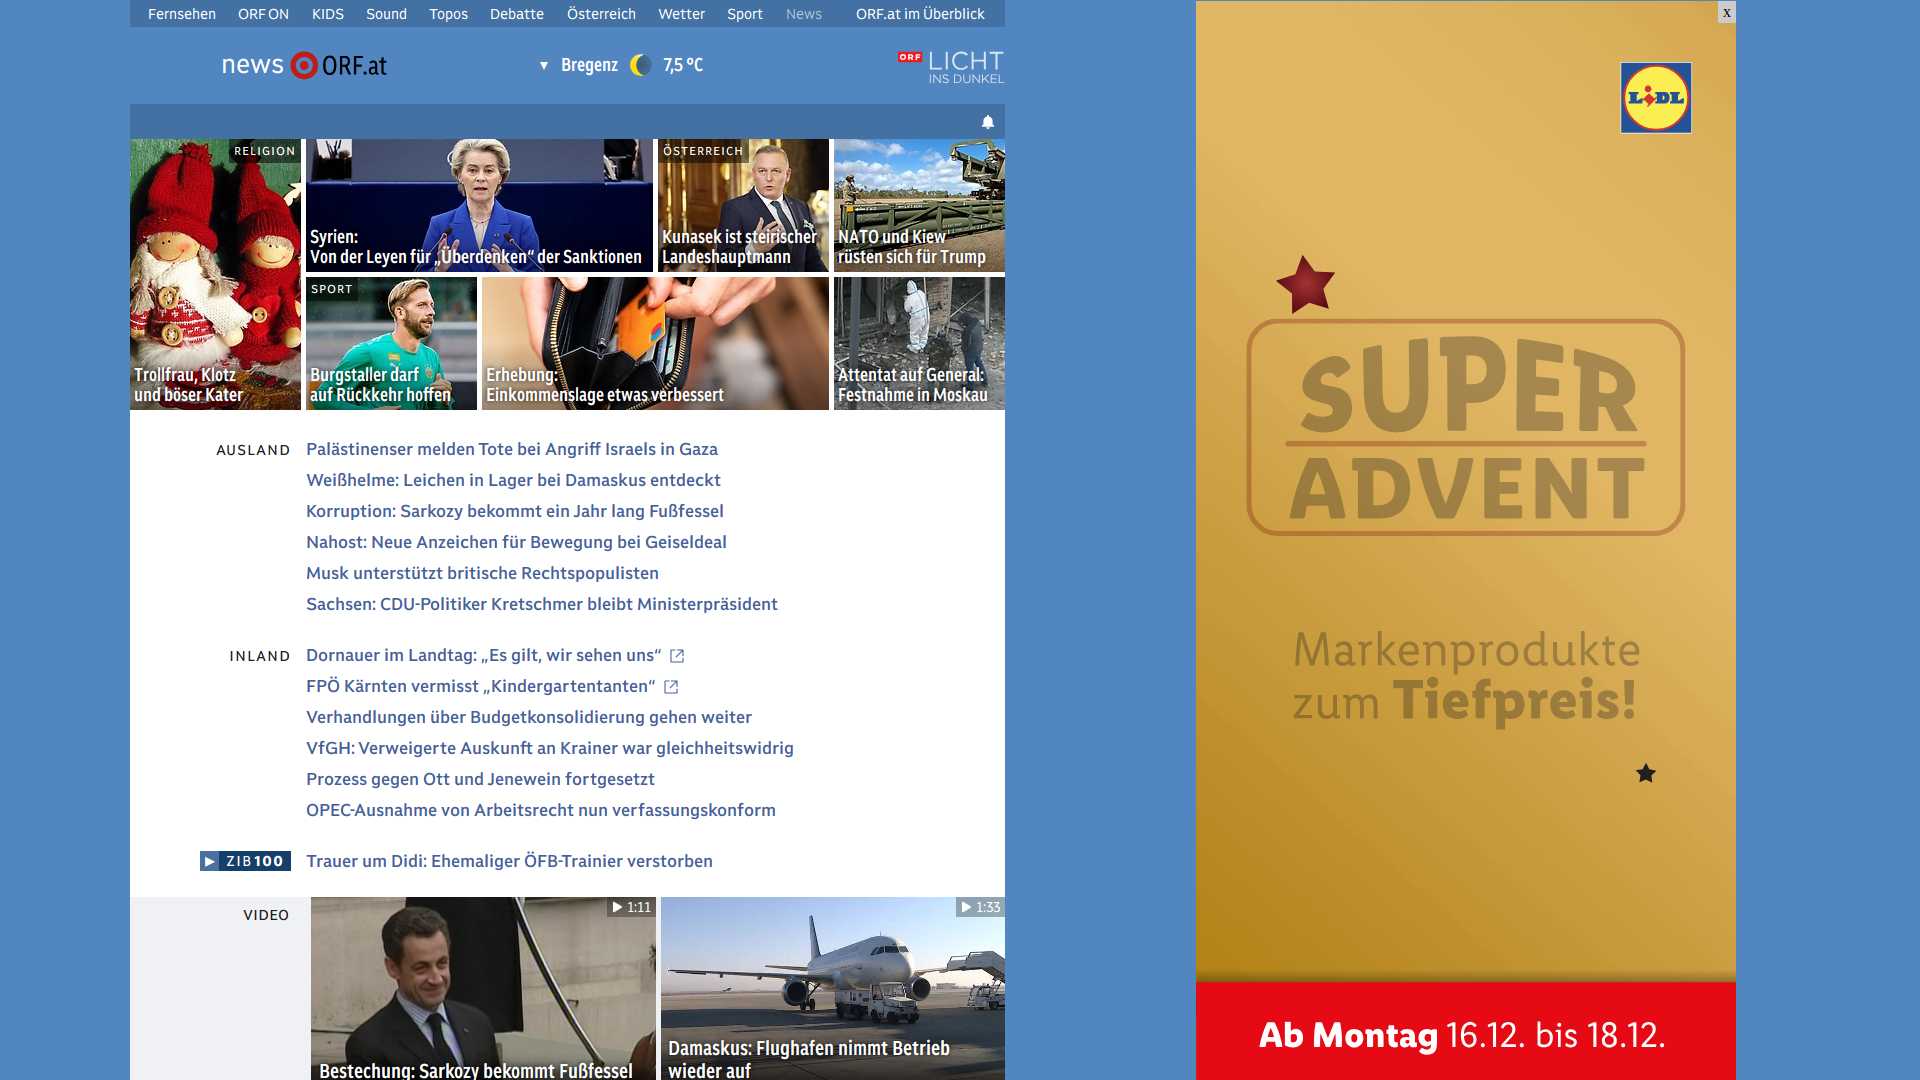 Fernsehen ORF ON KIDS Sound Topos Debatte Österreich Wetter Sport News ORF.at im Überblick
news ORF.at
Bregenz 7,5 °C
ORF LICHT
INS DUNKEL
RELIGION
Trollfrau, Klotz
und böser Kater
Syrien:
Von der Leyen für „Überdenken“ der Sanktionen
ÖSTERREICH
Kunasek ist steirischer
Landeshauptmann
NATO und Kiew
rüsten sich für Trump
SPORT
Burgstaller darf
auf Rückkehr hoffen
Erhebung:
Einkommenslage etwas verbessert
Attentat auf General:
Festnahme in Moskau
AUSLAND
Palästinenser melden Tote bei Angriff Israels in Gaza
Weißhelme: Leichen in Lager bei Damaskus entdeckt
Korruption: Sarkozy bekommt ein Jahr lang Fußfessel
Nahost: Neue Anzeichen für Bewegung bei Geiseldeal
Musk unterstützt britische Rechtspopulisten
Sachsen: CDU-Politiker Kretschmer bleibt Ministerpräsident
INLAND
Dornauer im Landtag: „Es gilt, wir sehen uns“
FPÖ Kärnten vermisst „Kindergartentanten“
Verhandlungen über Budgetkonsolidierung gehen weiter
VfGH: Verweigerte Auskunft an Krainer war gleichheitswidrig
Prozess gegen Ott und Jenewein fortgesetzt
OPEC-Ausnahme von Arbeitsrecht nun verfassungskonform
ZIB100
Trauer um Didi: Ehemaliger ÖFB-Trainier verstorben
VIDEO
1:11
Bestechung: Sarkozy bekommt Fußfessel
1:33
Damaskus: Flughafen nimmt Betrieb
wieder auf
x
LIDL
SUPER
ADVENT
Markenprodukte
zum Tiefpreis!
Ab Montag 16.12. bis 18.12.